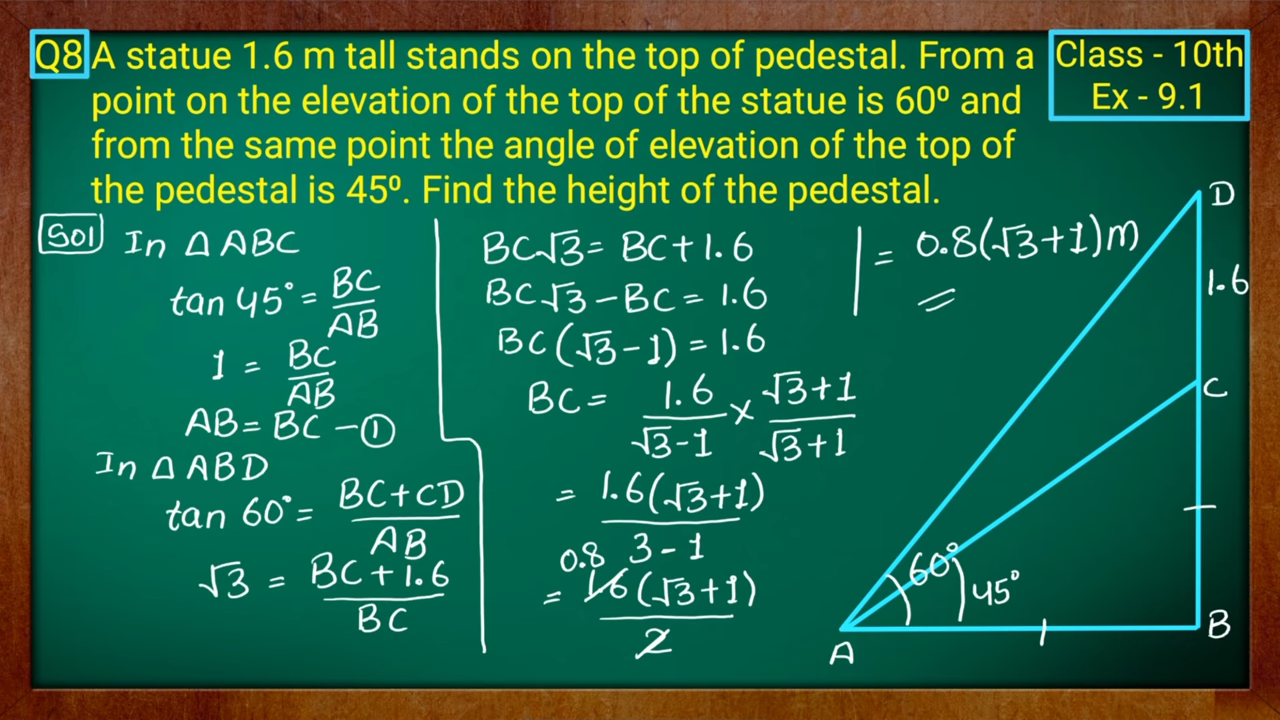 Q8 A statue 1.6 m tall stands on the top of pedestal. From a
point on the elevation of the top of the statue is 60⁰ and
from the same point the angle of elevation of the top of
the pedestal is 45⁰. Find the height of the pedestal.
Class - 10th
Ex - 9.1
Sol
In △ ABC
tan 45° = BC/AB
1 = BC/AB
AB = BC - ①
In △ ABD
tan 60° = (BC + CD)/AB
√3 = (BC + 1.6)/BC
BC√3 = BC + 1.6
BC√3 - BC = 1.6
BC(√3 - 1) = 1.6
BC = 1.6/(√3 - 1) × (√3 + 1)/(√3 + 1)
= 1.6(√3 + 1)/(3 - 1)
0.8
= 1.6(√3 + 1)/2
= 0.8(√3 + 1)m
D
1.6
C
60°
45°
A
B